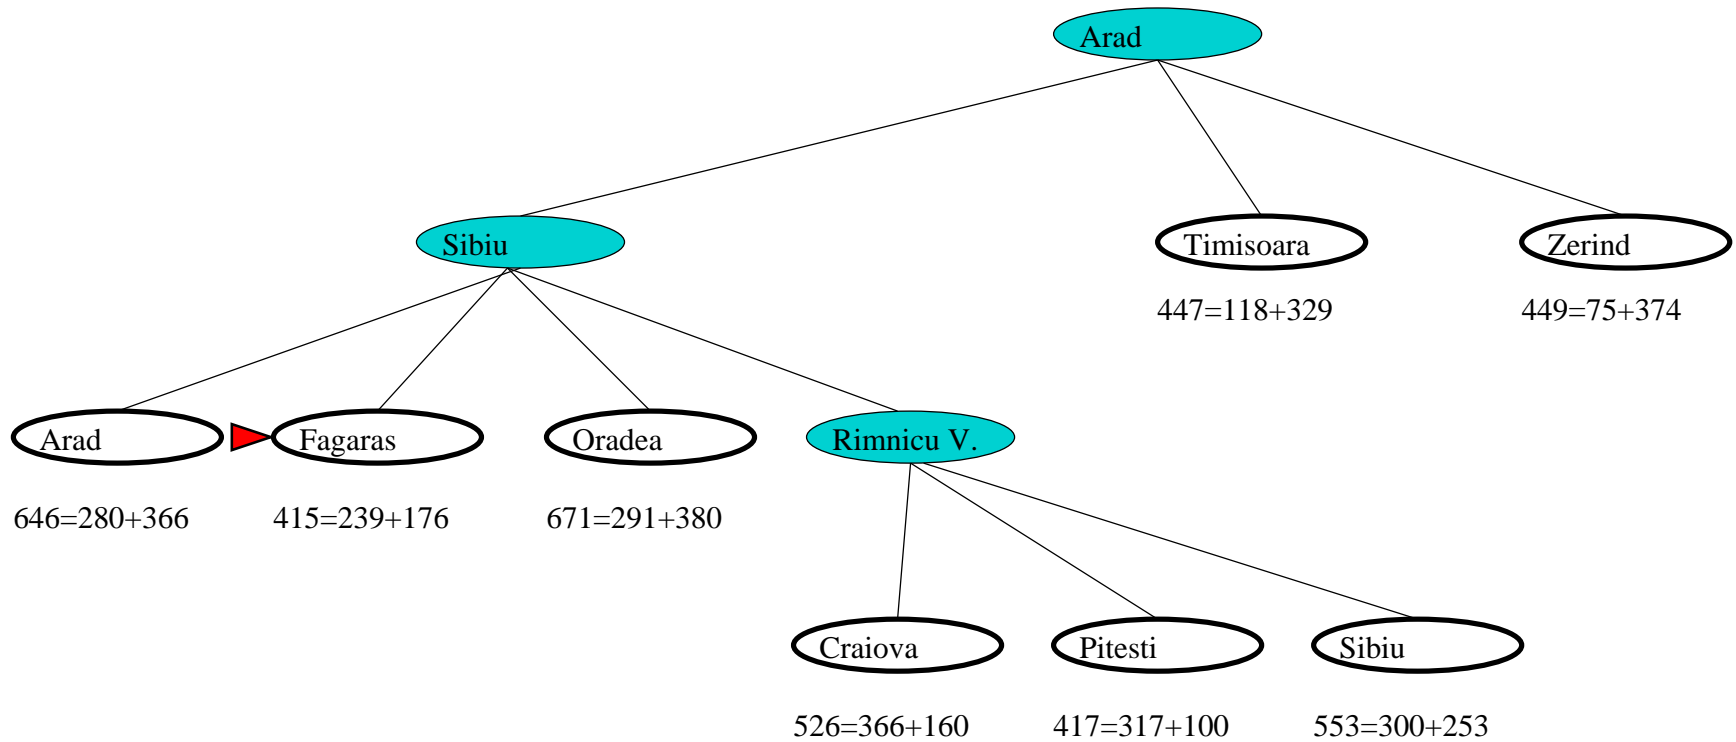 Arad
Sibiu
Timisoara
Zerind
447=118+329
449=75+374
Arad
Fagaras
Oradea
Rimnicu V.
646=280+366
415=239+176
671=291+380
Craiova
Pitesti
Sibiu
526=366+160
417=317+100
553=300+253